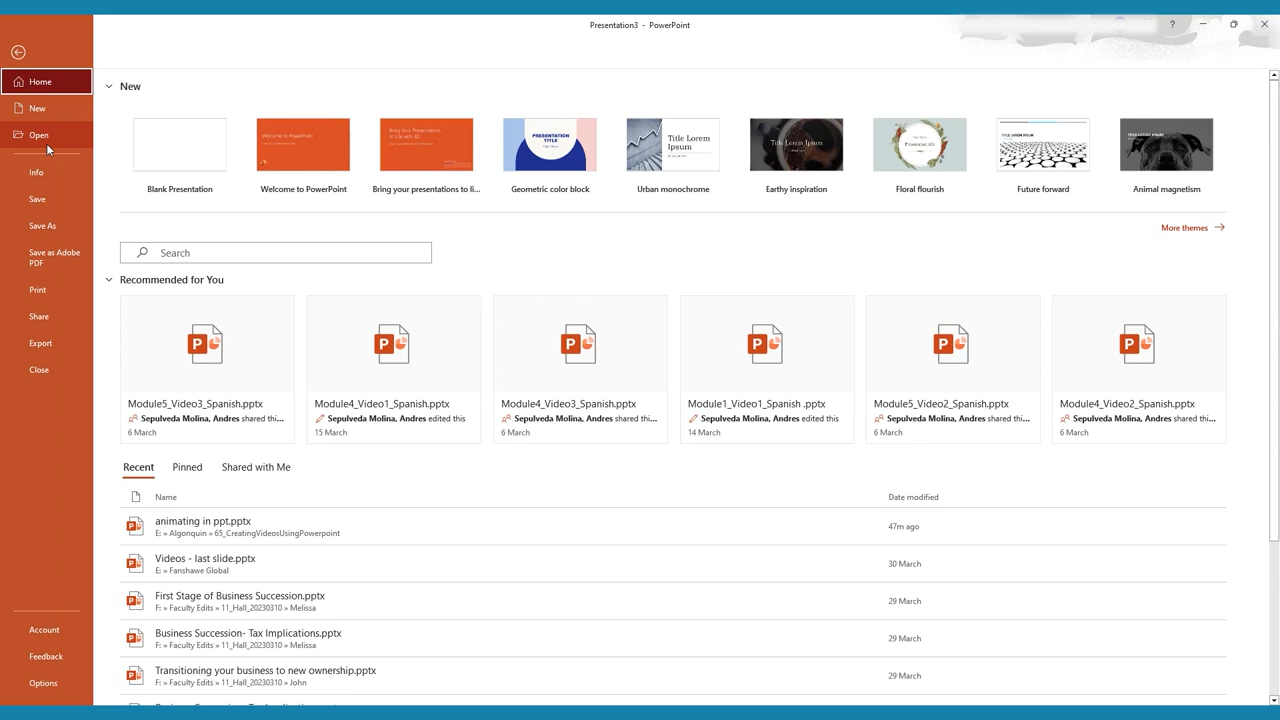 Presentation3 - PowerPoint
?
Home
New
Open
Info
Save
Save As
Save as Adobe
PDF
Print
Share
Export
Close
Account
Feedback
Options
New
Title Lorem
Ipsum
Blank Presentation
Welcome to PowerPoint
Bring your presentations to li...
Geometric color block
Urban monochrome
Earthy inspiration
Floral flourish
Future forward
Animal magnetism
More themes
Search
Recommended for You
Module5_Video3_Spanish.pptx
Sepulveda Molina, Andres shared thi...
6 March
Module4_Video1_Spanish.pptx
Sepulveda Molina, Andres edited this
15 March
Module4_Video3_Spanish.pptx
Sepulveda Molina, Andres shared this...
6 March
Module1_Video1_Spanish .pptx
Sepulveda Molina, Andres edited this
14 March
Module5_Video2_Spanish.pptx
Sepulveda Molina, Andres shared thi...
6 March
Module4_Video2_Spanish.pptx
Sepulveda Molina, Andres shared thi...
6 March
Recent Pinned Shared with Me
Name Date modified
animating in ppt.pptx
E: » Algonquin » 65_CreatingVideosUsingPowerpoint
47m ago
Videos - last slide.pptx
E: » Fanshawe Global
30 March
First Stage of Business Succession.pptx
F: » Faculty Edits » 11_Hall_20230310 » Melissa
29 March
Business Succession- Tax Implications.pptx
F: » Faculty Edits » 11_Hall_20230310 » Melissa
29 March
Transitioning your business to new ownership.pptx
F: » Faculty Edits » 11_Hall_20230310 » John
29 March